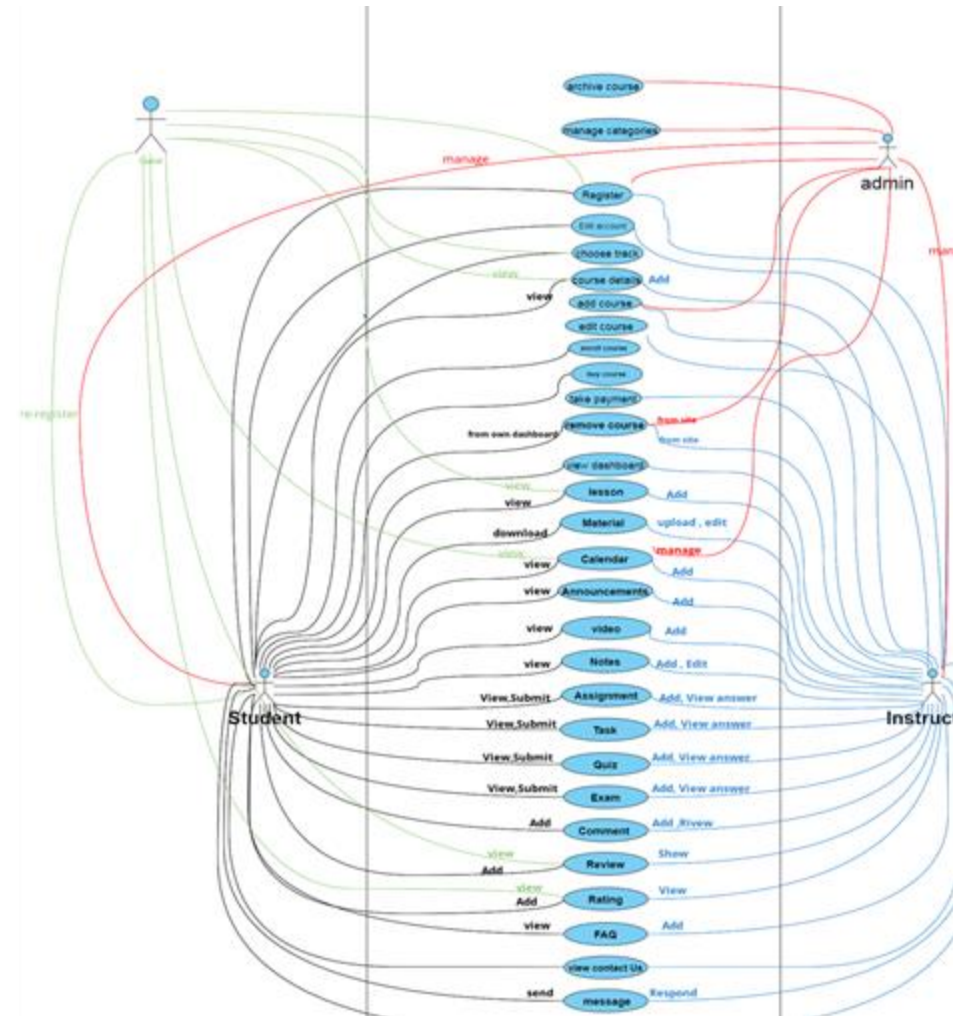 archive course
manage categories
manage
admin
Register
man
Edit account
choose track
view
course details
Add
view
add course
edit course
enroll course
buy course
take payment
re-register
remove course
from site
from own dashboard
from site
view dashboard
view
lesson
Add
view
Material
upload , edit
download
view
Calendar
manage
view
Add
view
Announcements
Add
view
video
Add
view
Notes
Add , Edit
View,Submit
Assignment
Add, View answer
Student
Instruct
View,Submit
Task
Add, View answer
View,Submit
Quiz
Add, View answer
View,Submit
Exam
Add, View answer
Add
Comment
Add ,Rivew
view
Review
Show
Add
view
Rating
View
Add
view
FAQ
Add
view contact Us
send
message
Respond